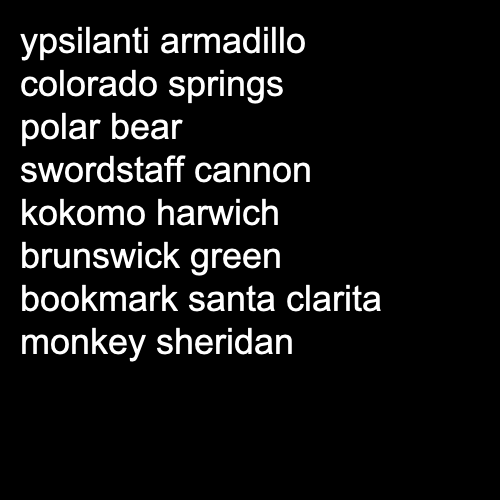 ypsilanti armadillo
colorado springs
polar bear
swordstaff cannon
kokomo harwich
brunswick green
bookmark santa clarita
monkey sheridan